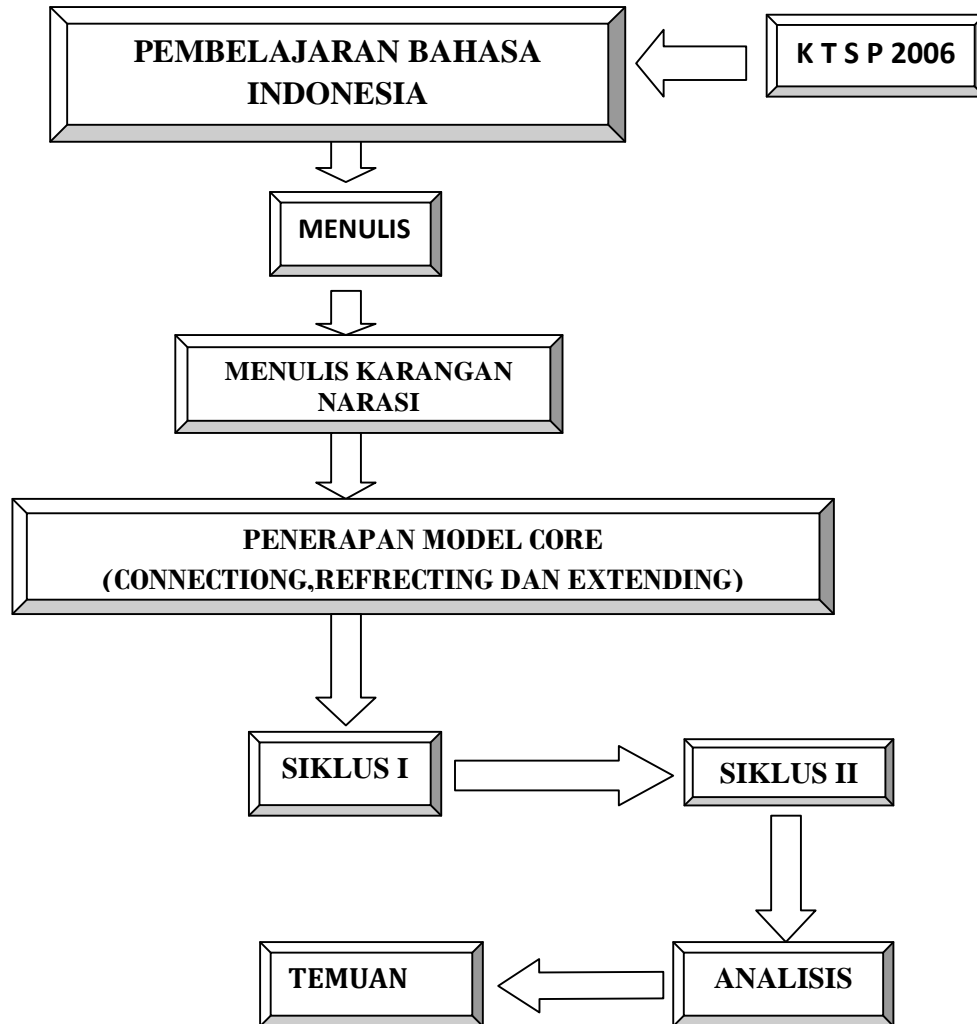 PEMBELAJARAN BAHASA
INDONESIA
K T S P 2006
MENULIS
MENULIS KARANGAN
NARASI
PENERAPAN MODEL CORE
(CONNECTIONG,REFRECTING DAN EXTENDING)
SIKLUS I
SIKLUS II
TEMUAN
ANALISIS